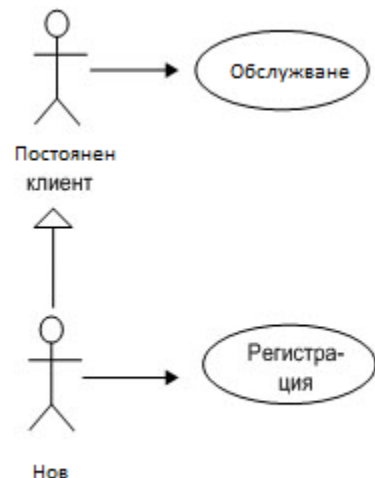 Обслужване
Постоянен
клиент
Регистра-
ция
Нов